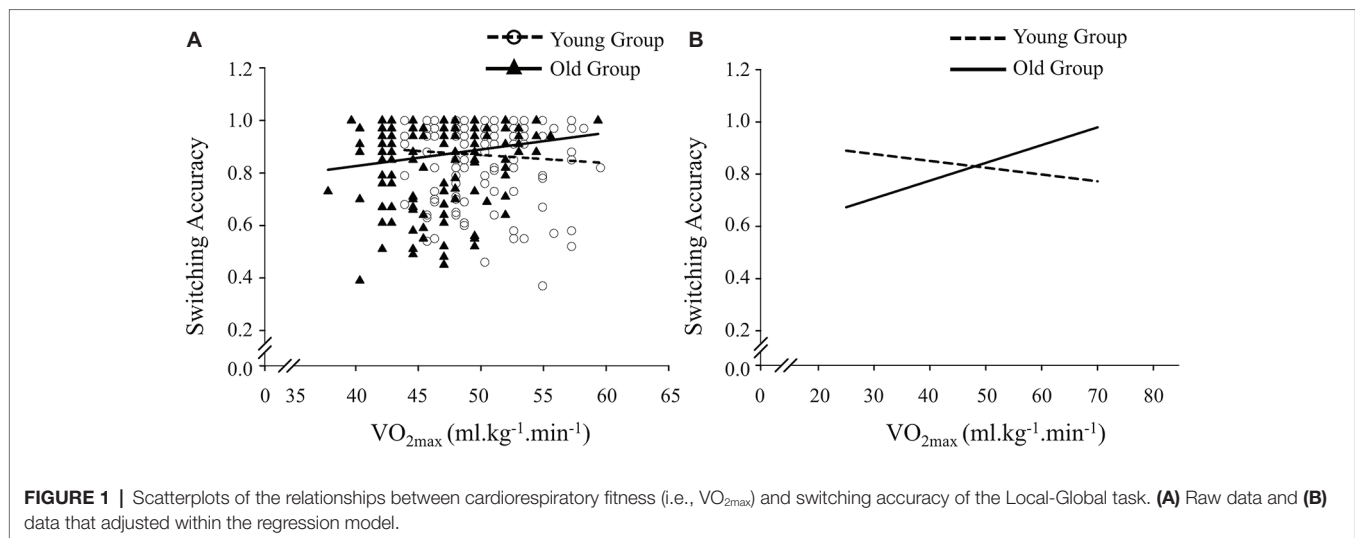 A
Young Group
Old Group
1.2
1.0
0.8
0.6
0.4
0.2
0.0
Switching Accuracy
0 35 40 45 50 55 60 65
VO2max (ml.kg-1.min-1)
B
Young Group
Old Group
1.2
1.0
0.8
0.6
0.4
0.2
0.0
Switching Accuracy
0 20 30 40 50 60 70 80
VO2max (ml.kg-1.min-1)
FIGURE 1 | Scatterplots of the relationships between cardiorespiratory fitness (i.e., VO2max) and switching accuracy of the Local-Global task. (A) Raw data and (B)
data that adjusted within the regression model.